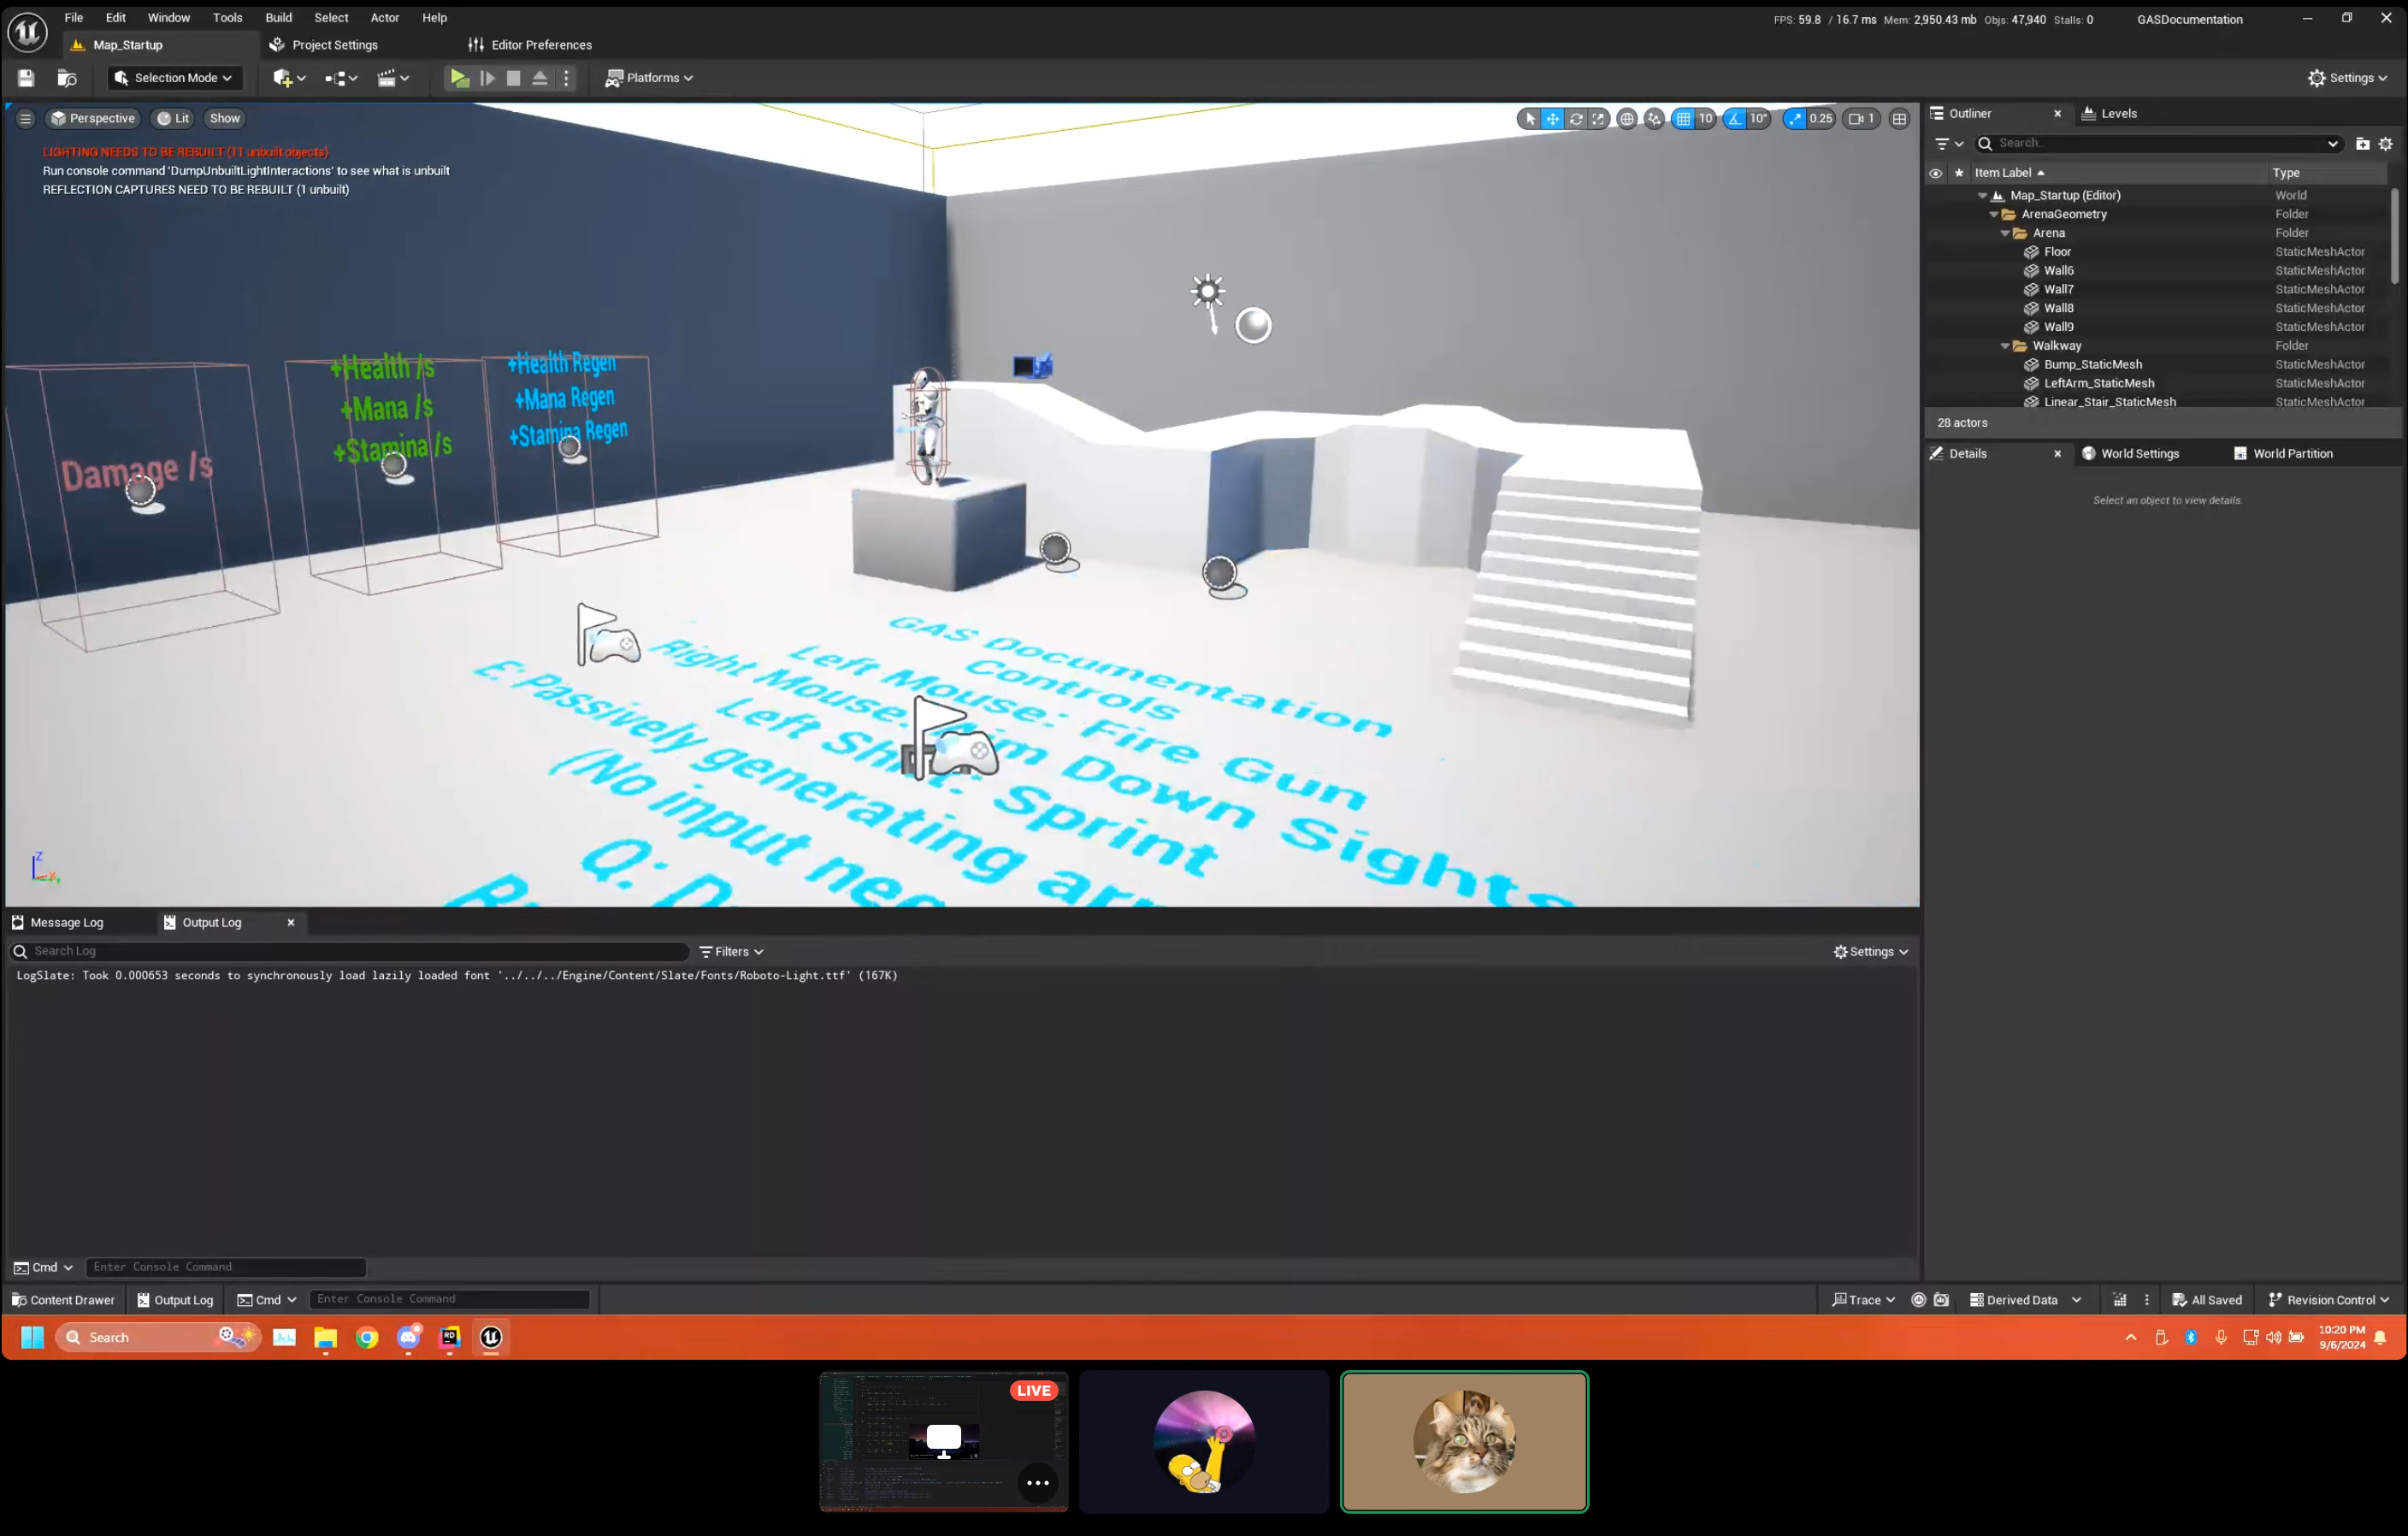 File Edit Window Tools Build Select Actor Help
FPS: 59.8 / 16.7 ms Mem: 2,950.43 mb Objs: 47,940 Stalls: 0 GASDocumentation
Map_Startup Project Settings Editor Preferences
Selection Mode Platforms Settings
Perspective Lit Show
10 10° 0.25 1
LIGHTING NEEDS TO BE REBUILT (11 unbuilt objects)
Run console command 'DumpUnbuiltLightInteractions' to see what is unbuilt
REFLECTION CAPTURES NEED TO BE REBUILT (1 unbuilt)
Damage /s
+Health /s
+Mana /s
+Stamina /s
+Health Regen
+Mana Regen
+Stamina Regen
GAS Documentation
Controls
Left Mouse: Fire Gun
Right Mouse: Aim Down Sights
Left Shift: Sprint
E: Passively generating
(No input
Q:
Z
X
Outliner Levels
Search...
Item Label Type
Map_Startup (Editor) World
ArenaGeometry Folder
Arena Folder
Floor StaticMeshActor
Wall6 StaticMeshActor
Wall7 StaticMeshActor
Wall8 StaticMeshActor
Wall9 StaticMeshActor
Walkway Folder
Bump_StaticMesh StaticMeshActor
LeftArm_StaticMesh StaticMeshActor
Linear_Stair_StaticMesh StaticMeshActor
28 actors
Details World Settings World Partition
Select an object to view details.
Message Log Output Log
Search Log Filters Settings
LogSlate: Took 0.000653 seconds to synchronously load lazily loaded font '../../../Engine/Content/Slate/Fonts/Roboto-Light.ttf' (167K)
Cmd Enter Console Command
Content Drawer Output Log Cmd Enter Console Command Trace Derived Data All Saved Revision Control
Search
RD
10:20 PM
9/6/2024
LIVE